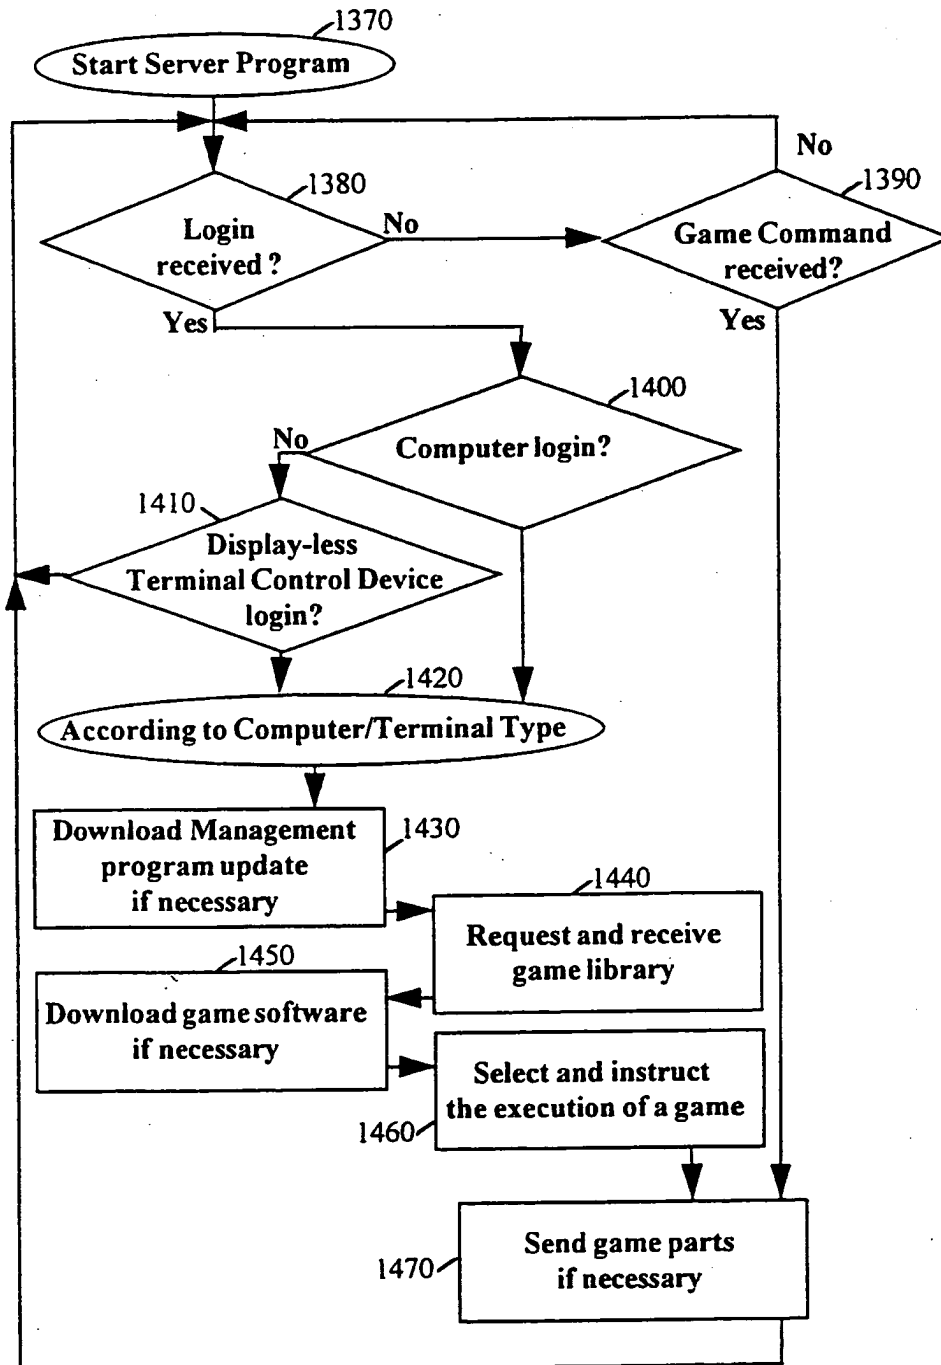 1370
Start Server Program
No
1380
1390
Login
received ?
No
Game Command
received?
Yes
Yes
1400
No
Computer login?
1410
Display-less
Terminal Control Device
login?
1420
According to Computer/Terminal Type
Download Management
program update
if necessary
1430
1440
Request and receive
game library
1450
Download game software
if necessary
Select and instruct
the execution of a game
1460
Send game parts
if necessary
1470